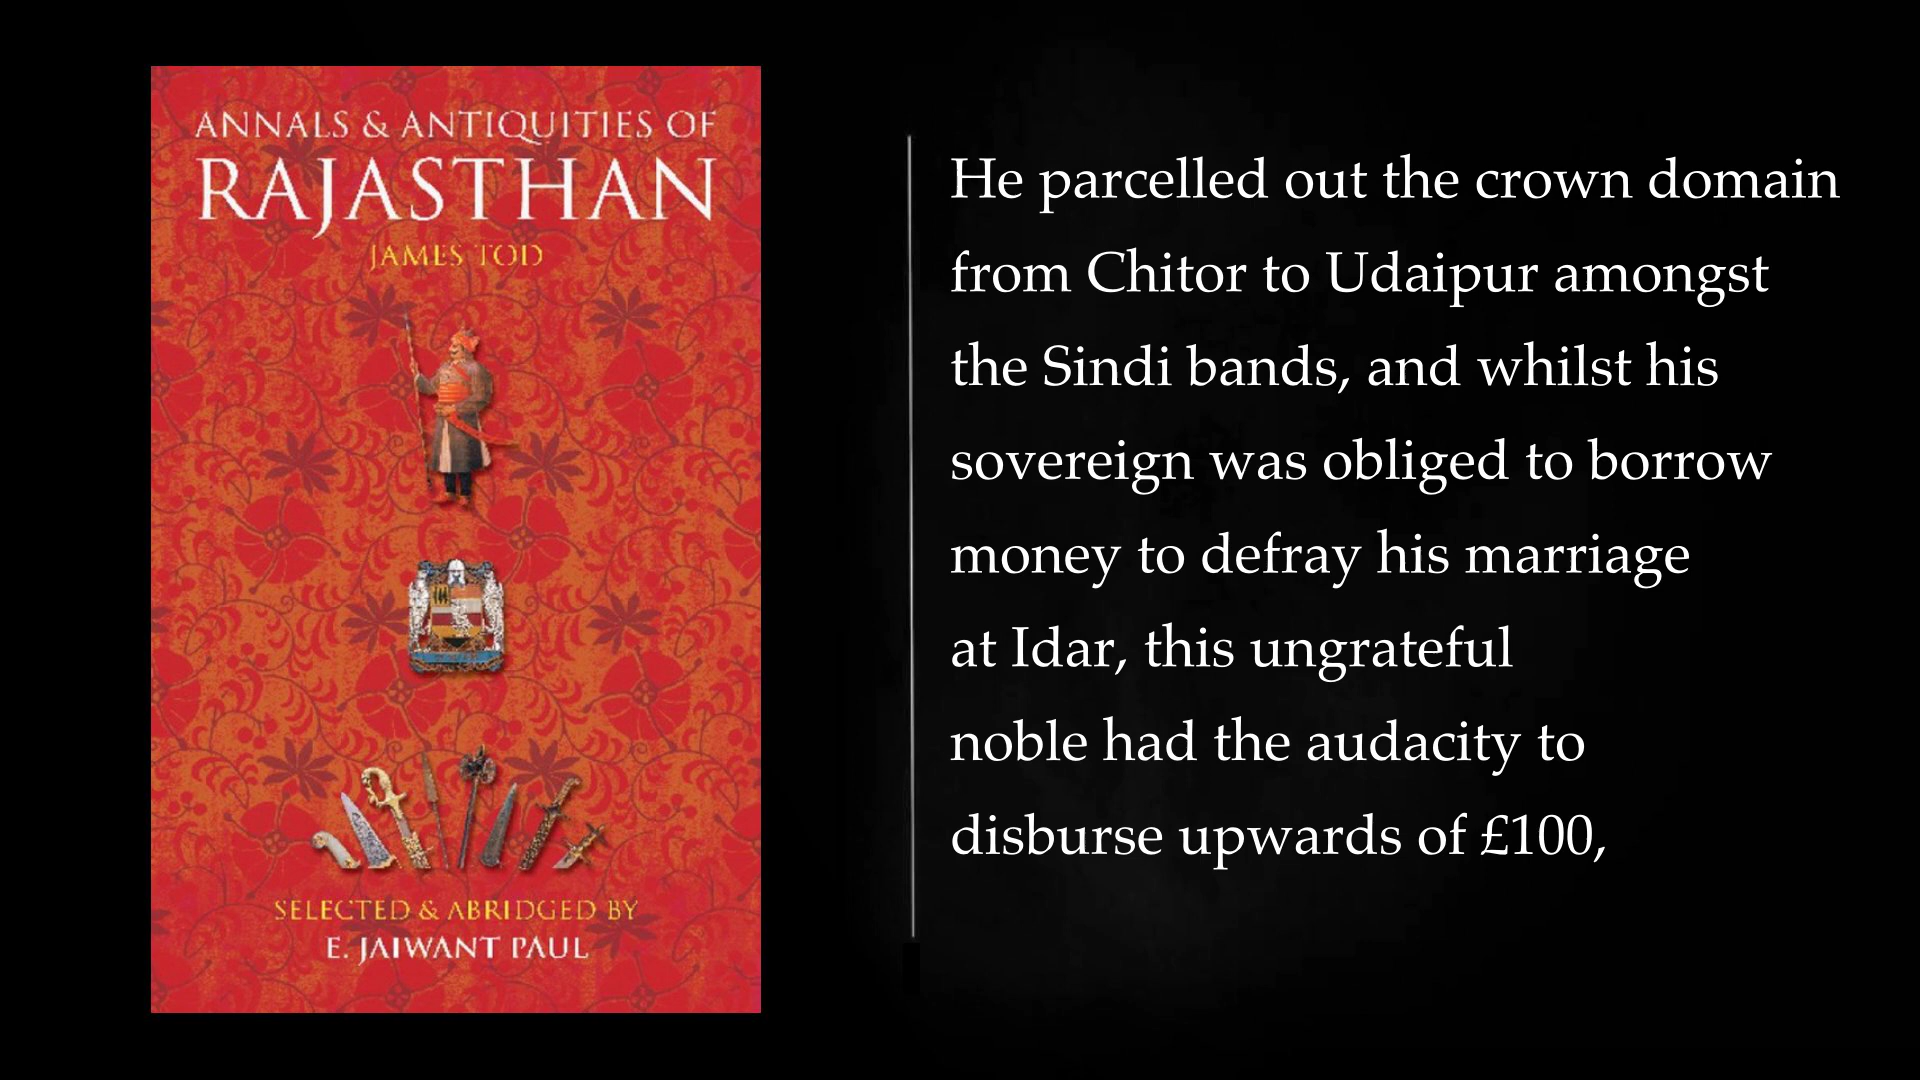 ANNALS & ANTIQUITIES OF
RAJASTHAN
JAMES TOD
SELECTED & ABRIDGED BY
E. JAIWANT PAUL
He parcelled out the crown domain
from Chitor to Udaipur amongst
the Sindi bands, and whilst his
sovereign was obliged to borrow
money to defray his marriage
at Idar, this ungrateful
noble had the audacity to
disburse upwards of £100,